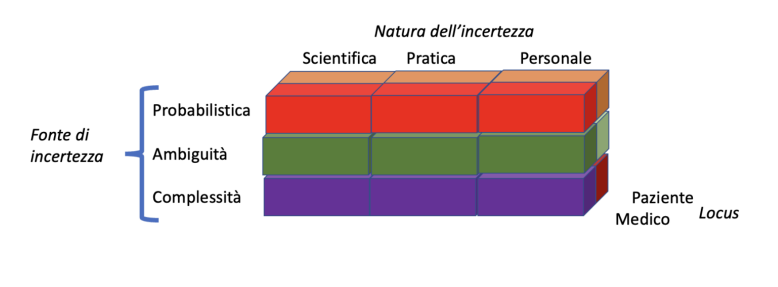 Natura dell'incertezza
Scientifica Pratica Personale
Probabilistica
Fonte di
incertezza
Ambiguità
Complessità
Paziente
Medico
Locus